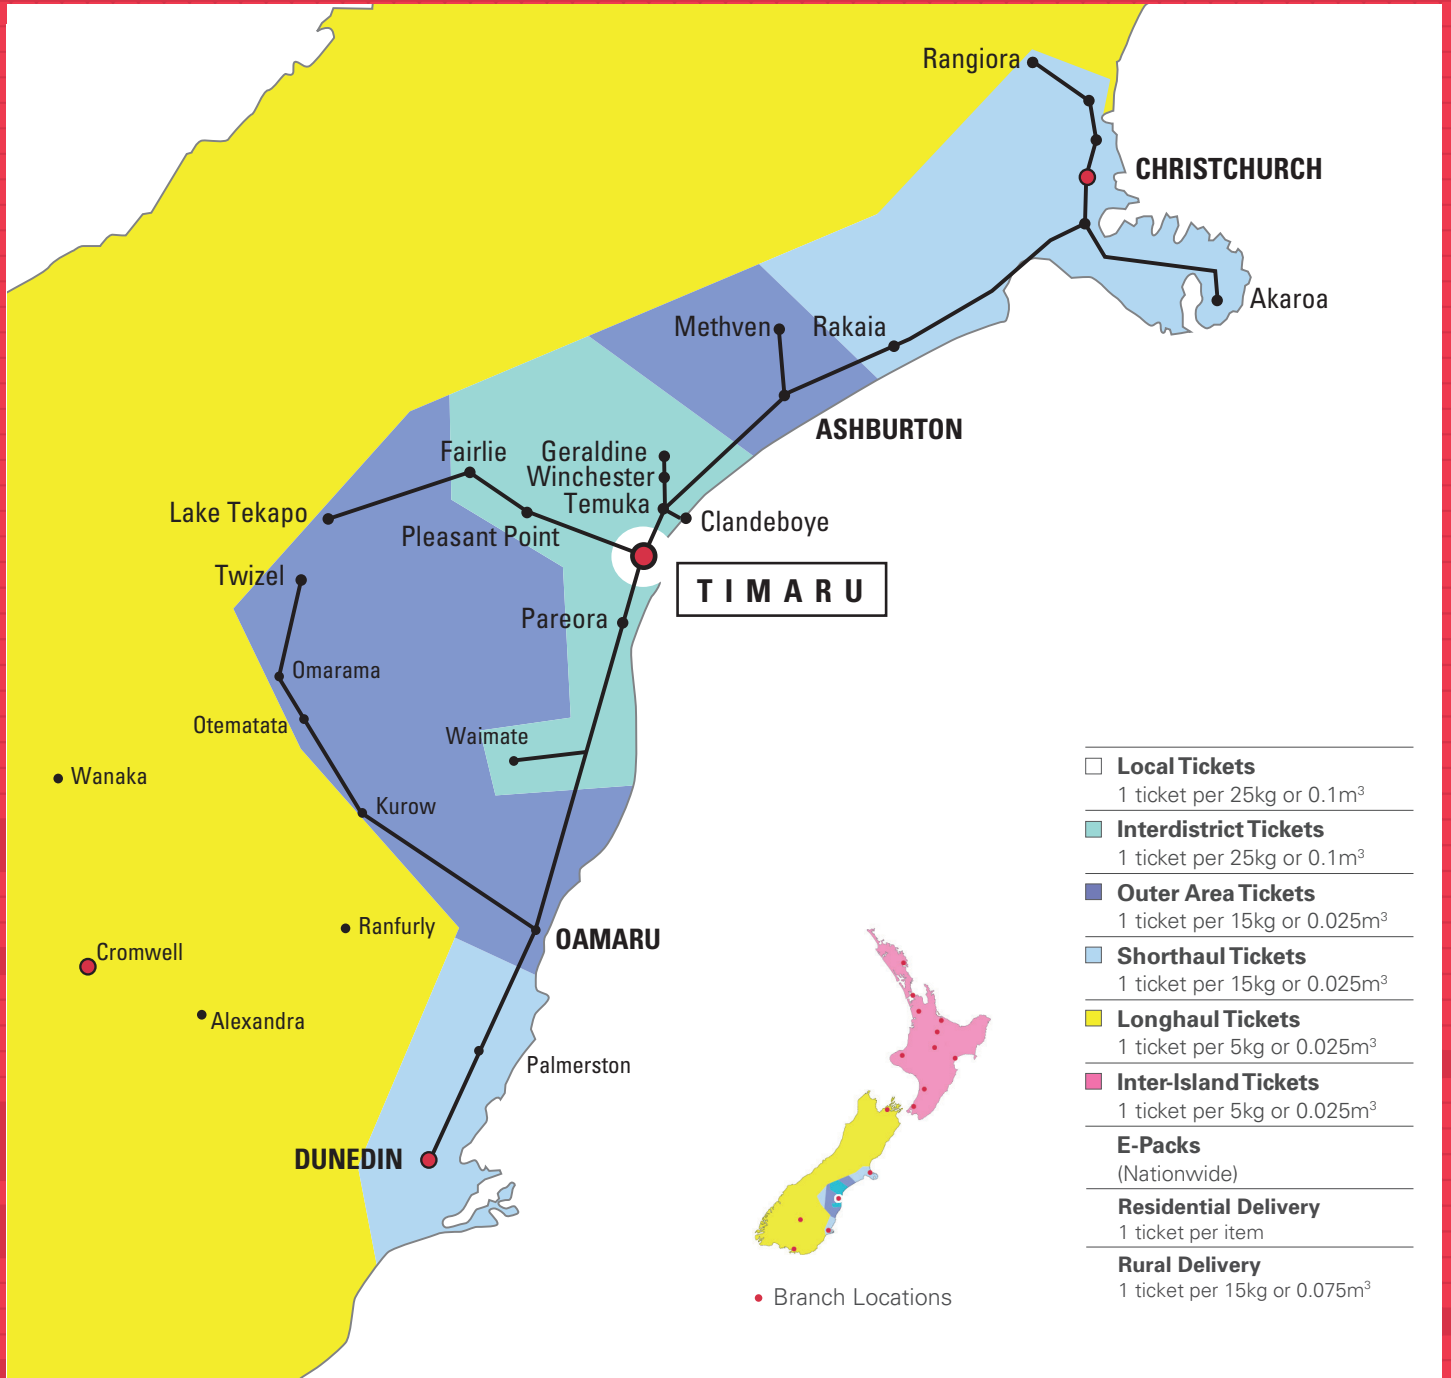 Rangiora
CHRISTCHURCH
Akaroa
Methven
Rakaia
ASHBURTON
Fairlie
Geraldine
Winchester
Temuka
Lake Tekapo
Clandeboye
Pleasant Point
Twizel
TIMARU
Pareora
Omarama
Otematata
Waimate
Wanaka
Kurow
Ranfurly
OAMARU
Cromwell
Alexandra
Palmerston
DUNEDIN
Local Tickets
1 ticket per 25kg or 0.1m³
Interdistrict Tickets
1 ticket per 25kg or 0.1m³
Outer Area Tickets
1 ticket per 15kg or 0.025m³
Shorthaul Tickets
1 ticket per 15kg or 0.025m³
Longhaul Tickets
1 ticket per 5kg or 0.025m³
Inter-Island Tickets
1 ticket per 5kg or 0.025m³
E-Packs
(Nationwide)
Residential Delivery
1 ticket per item
Rural Delivery
1 ticket per 15kg or 0.075m³
Branch Locations